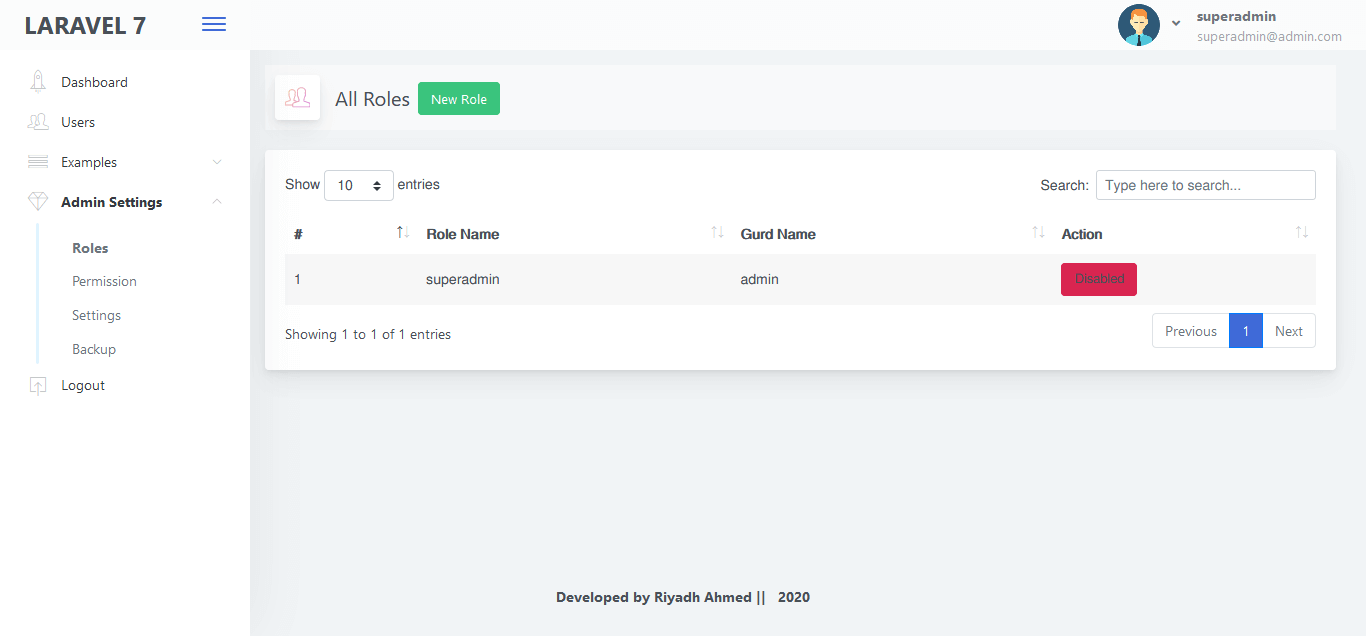 LARAVEL 7
superadmin
superadmin@admin.com
Dashboard
Users
Examples
Admin Settings
Roles
Permission
Settings
Backup
Logout
All Roles New Role
Show 10 entries Search: Type here to search...
# Role Name Gurd Name Action
1 superadmin admin Disabled
Showing 1 to 1 of 1 entries Previous 1 Next
Developed by Riyadh Ahmed || 2020